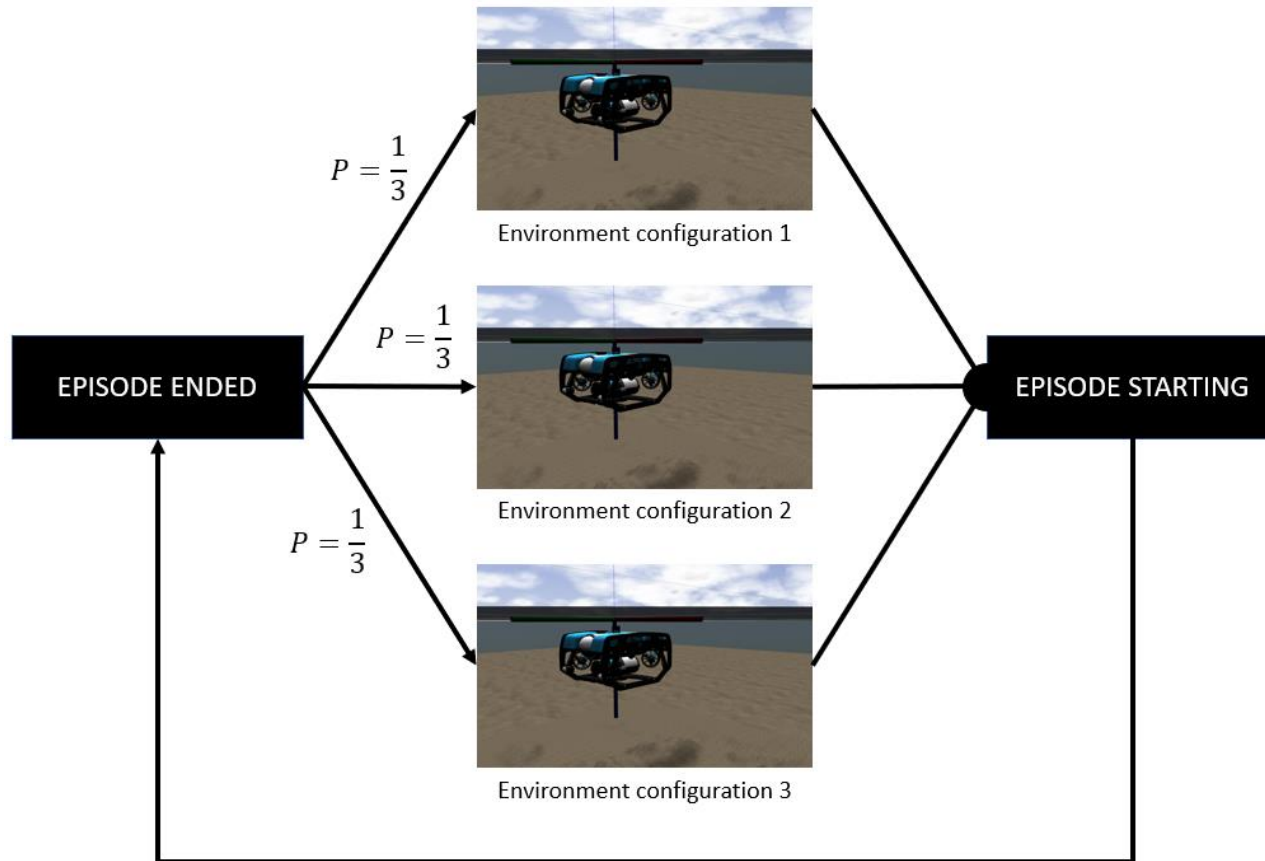 P = 1/3
Environment configuration 1
P = 1/3
EPISODE ENDED
EPISODE STARTING
Environment configuration 2
P = 1/3
Environment configuration 3